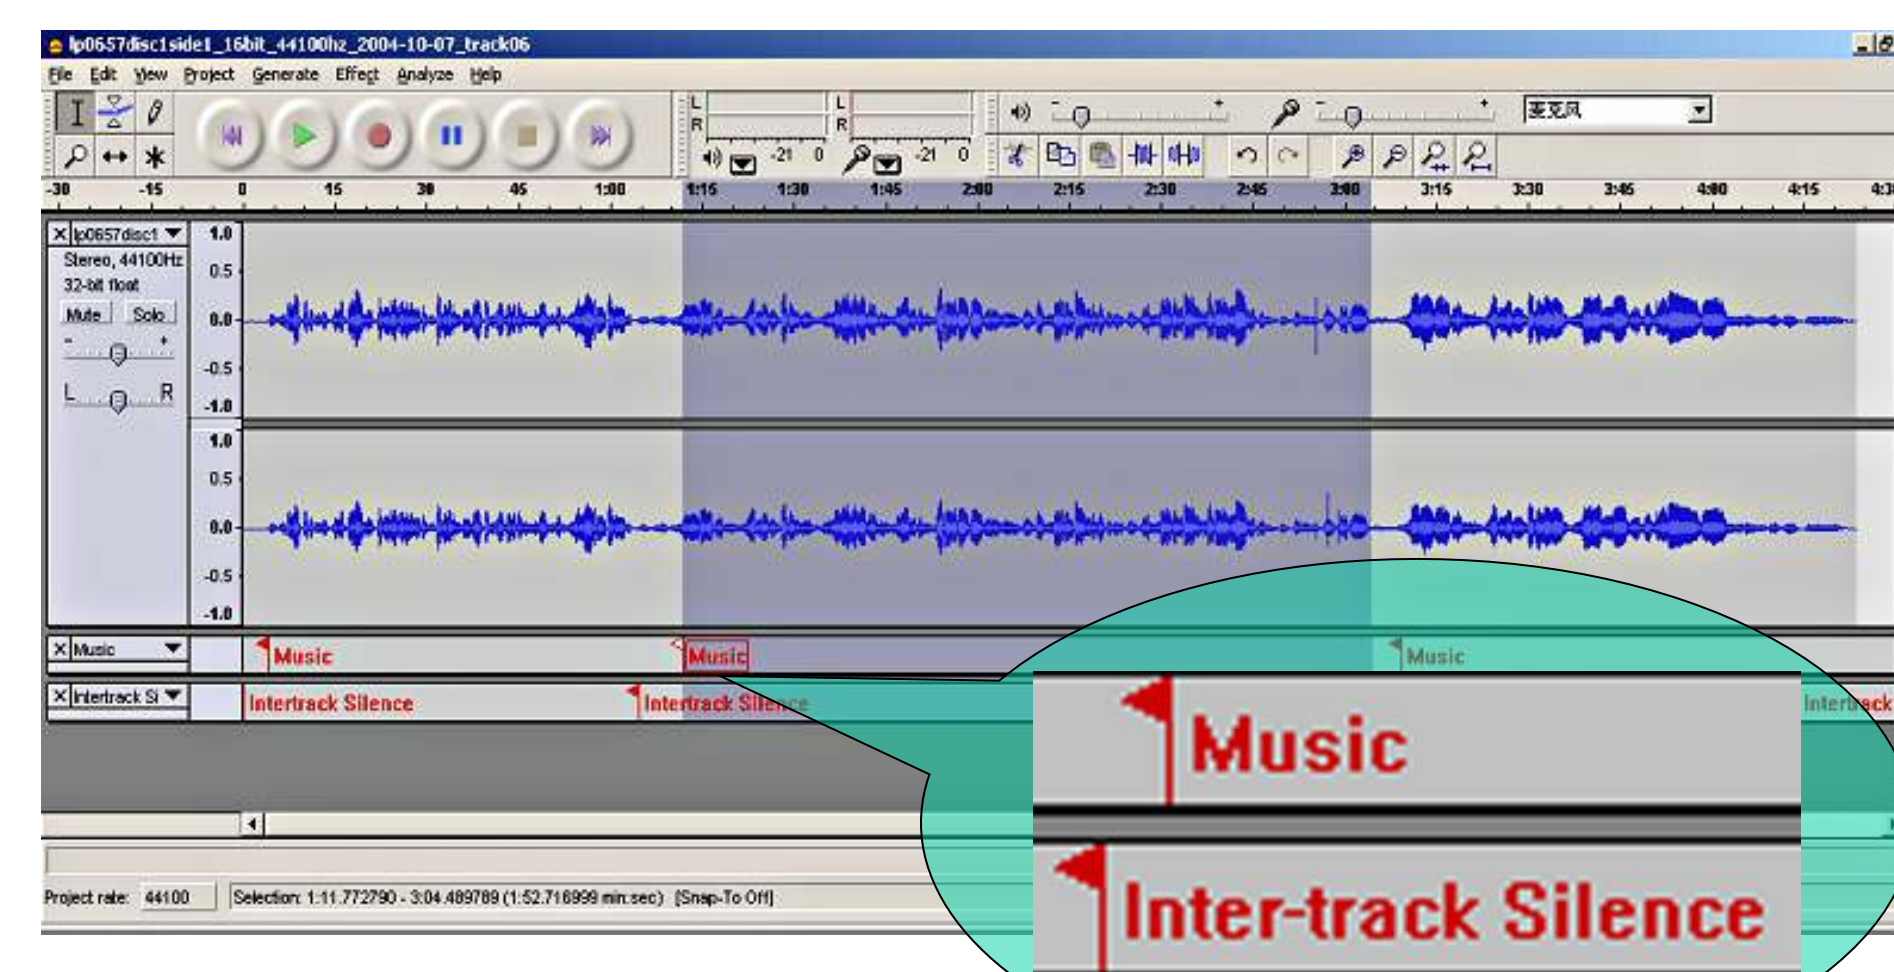 lp0657disc1side1_16bit_44100hz_2004-10-07_track06
File Edit View Project Generate Effect Analyze Help
L
R
L
R
-21 0
-21 0
- +
- +
麦克风
-30 -15 0 15 30 45 1:00 1:15 1:30 1:45 2:00 2:15 2:30 2:45 3:00 3:15 3:30 3:45 4:00 4:15
lp0657disc1
Stereo, 44100Hz
32-bit float
Mute Solo
- +
L R
1.0
0.5
0.0
-0.5
-1.0
1.0
0.5
0.0
-0.5
-1.0
Music
Music Music Music
Intertrack Si
Intertrack Silence Intertrack Silence Intertrack
Music
Inter-track Silence
Project rate: 44100 Selection: 1:11.772790 - 3:04.489789 (1:52.716999 min:sec) [Snap-To Off]